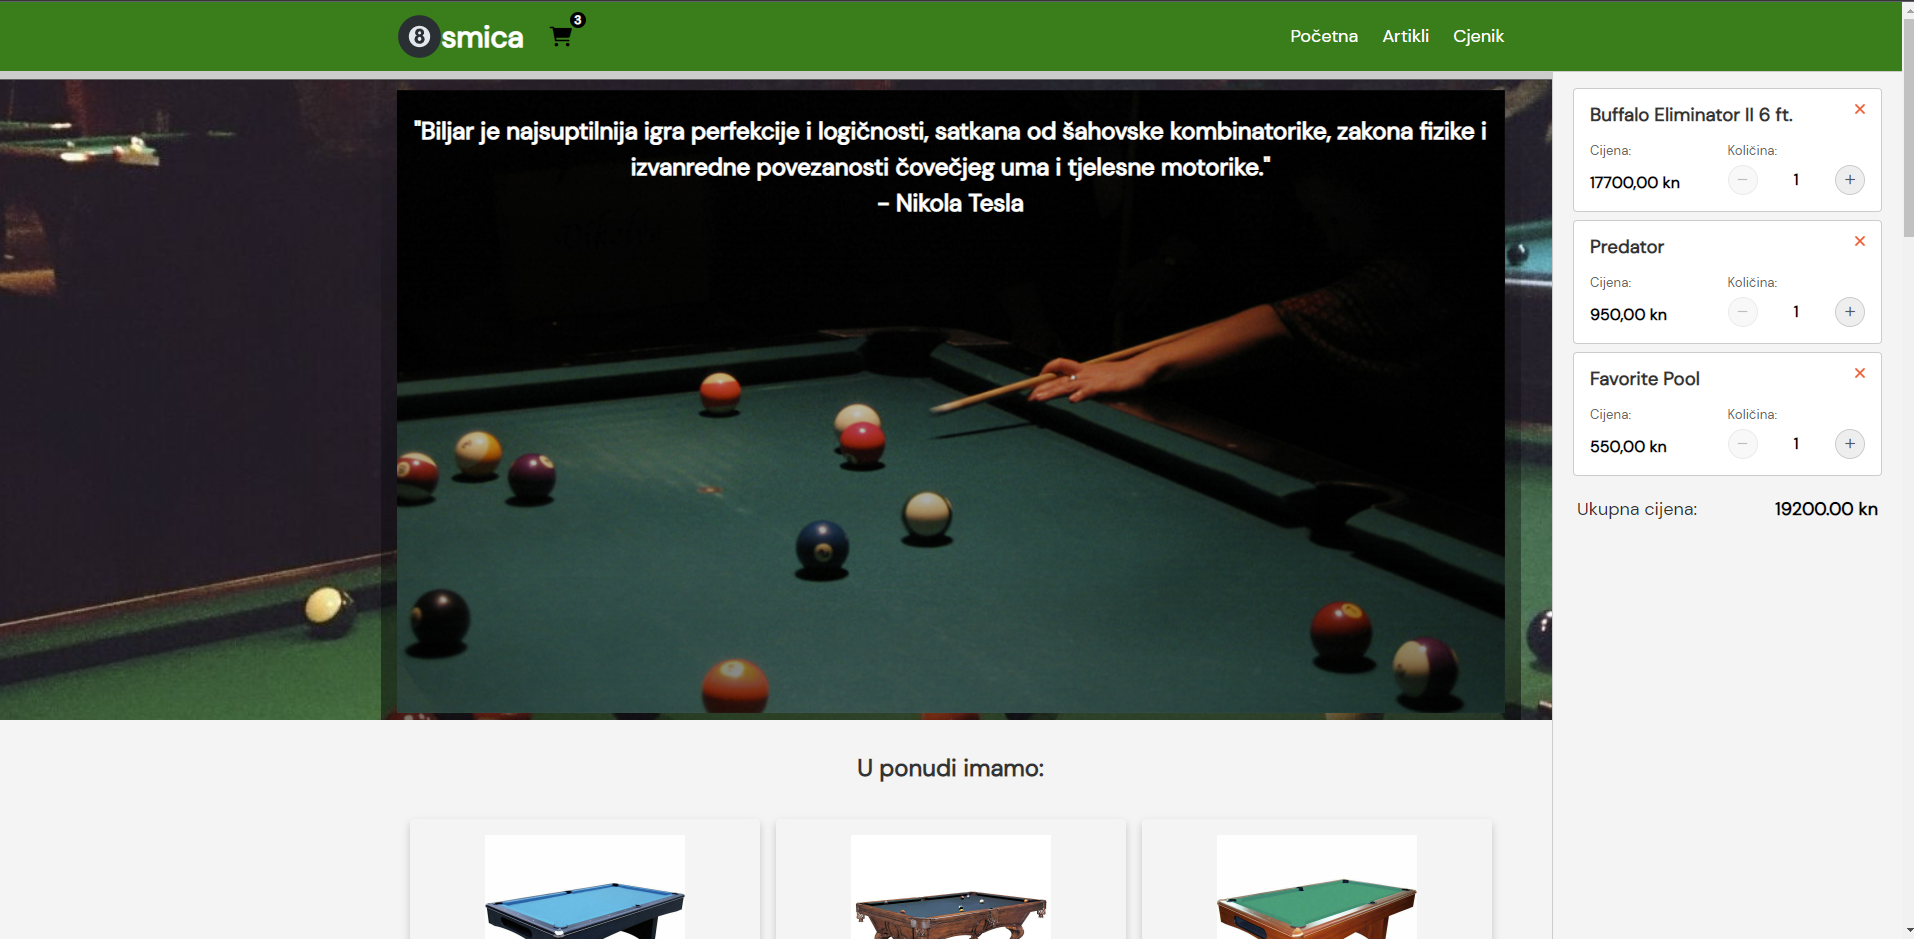 8smica
3
Početna Artikli Cjenik
"Biljar je najsuptilnija igra perfekcije i logičnosti, satkana od šahovske kombinatorike, zakona fizike i
izvanredne povezanosti čovečjeg uma i tjelesne motorike."
- Nikola Tesla
Buffalo Eliminator II 6 ft. ×
Cijena: Količina:
17700,00 kn − 1 +
Predator ×
Cijena: Količina:
950,00 kn − 1 +
Favorite Pool ×
Cijena: Količina:
550,00 kn − 1 +
Ukupna cijena: 19200.00 kn
U ponudi imamo: